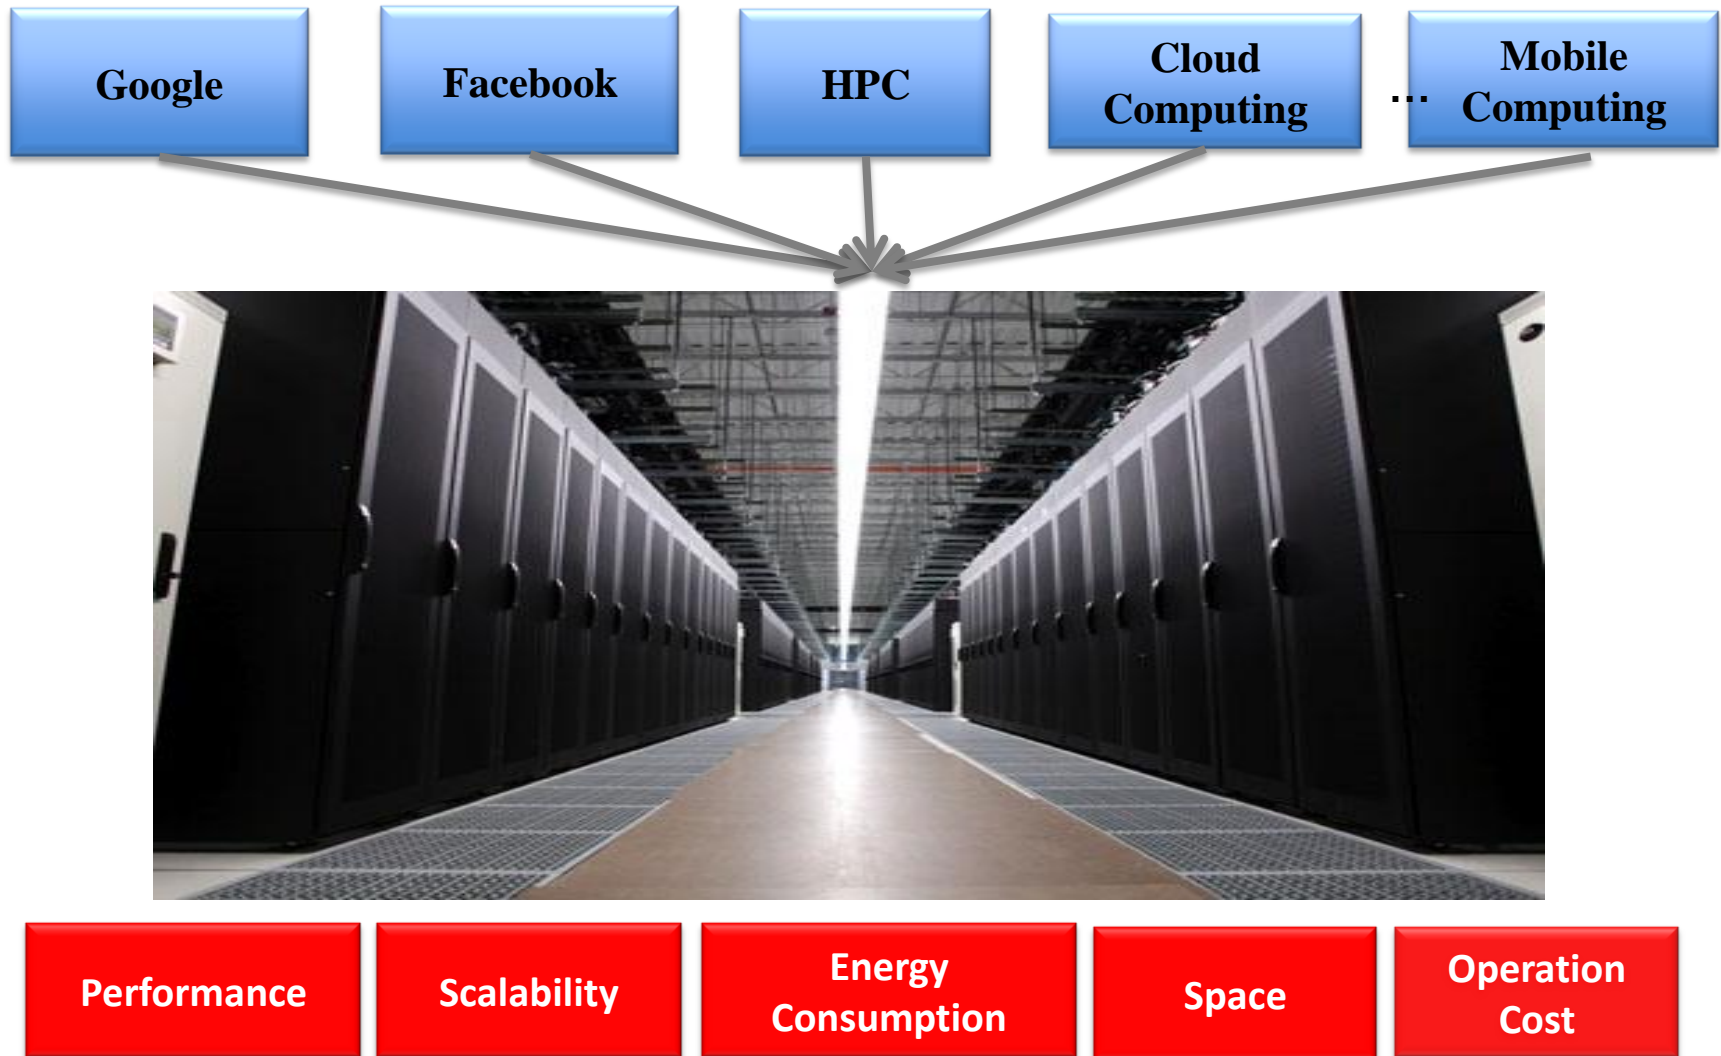 Google
Facebook
HPC
Cloud
Computing
...
Mobile
Computing
Performance
Scalability
Energy
Consumption
Space
Operation
Cost